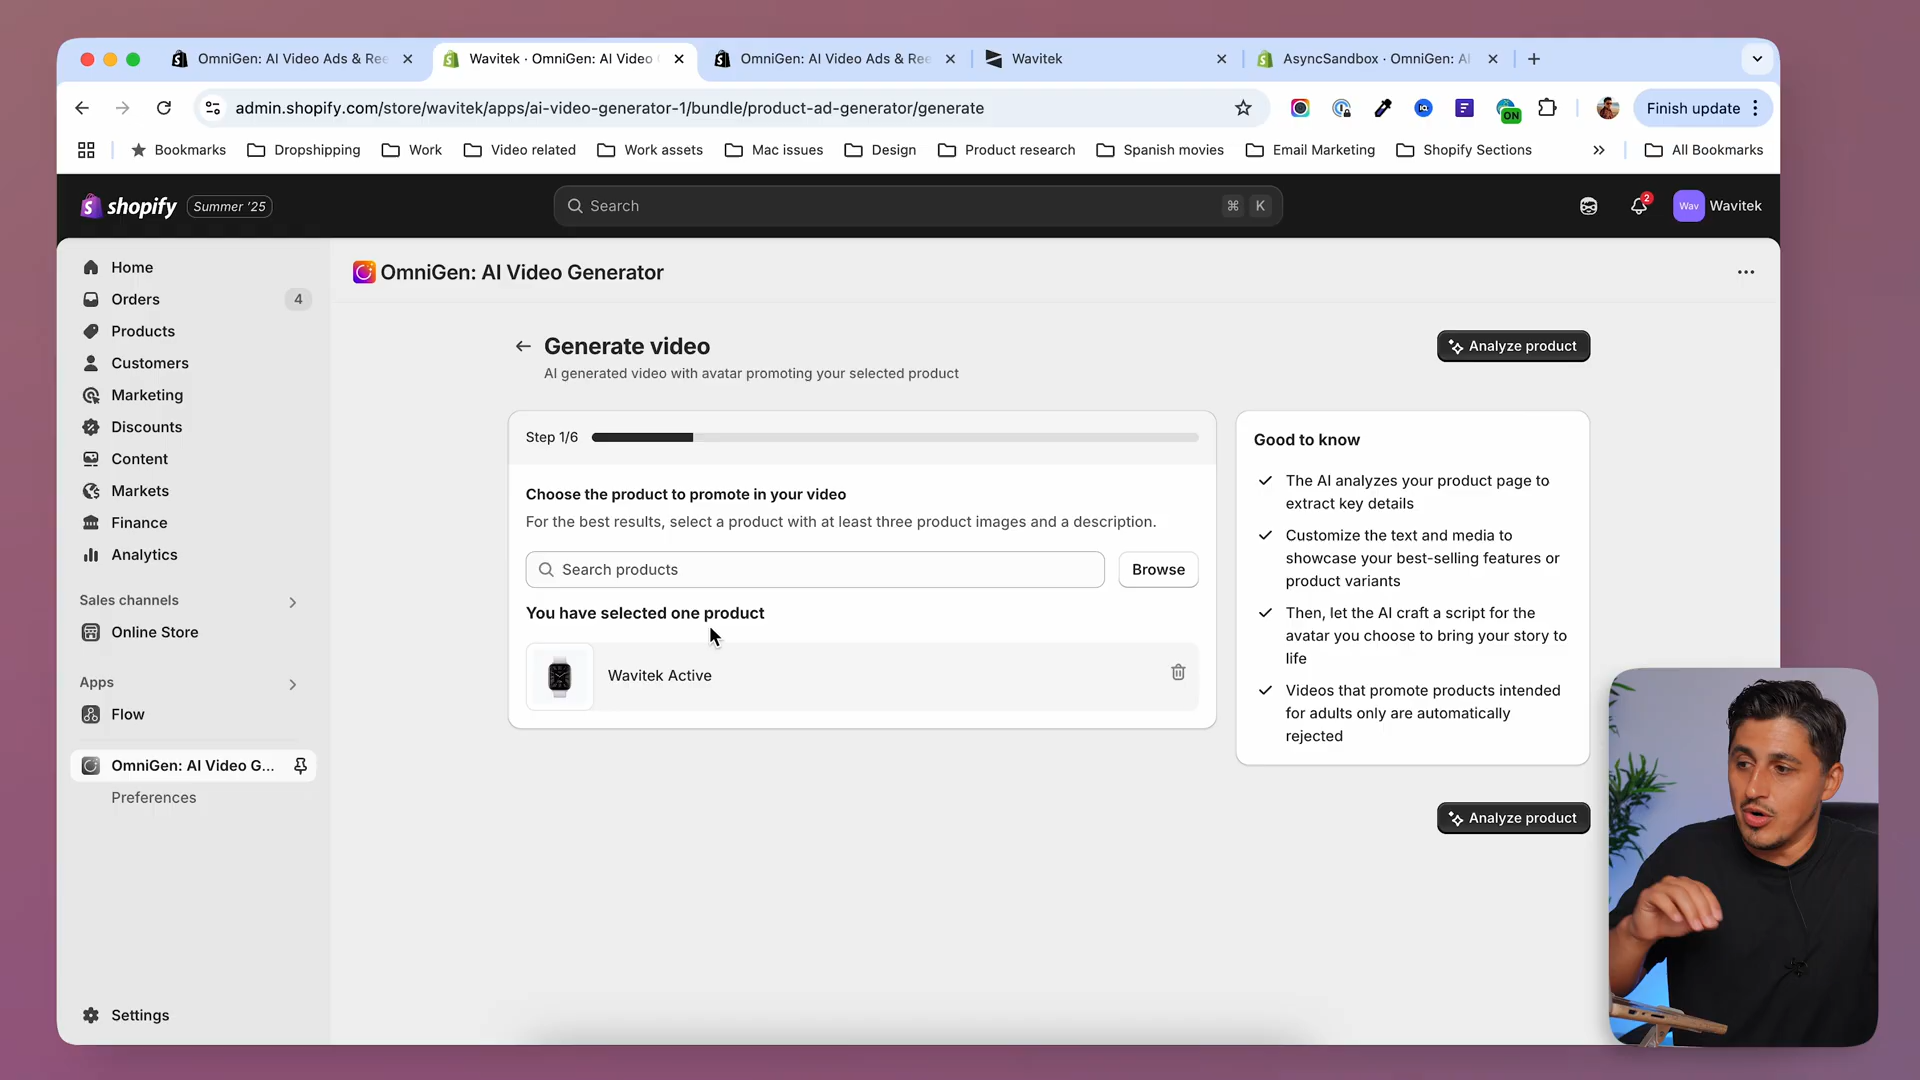 OmniGen: AI Video Ads & Ree
Wavitek · OmniGen: AI Video
OmniGen: AI Video Ads & Ree
Wavitek
AsyncSandbox · OmniGen: AI
admin.shopify.com/store/wavitek/apps/ai-video-generator-1/bundle/product-ad-generator/generate
ON
Finish update
Bookmarks
Dropshipping
Work
Video related
Work assets
Mac issues
Design
Product research
Spanish movies
Email Marketing
Shopify Sections
»
All Bookmarks
shopify
Summer '25
Search
⌘ K
2
Wav
Wavitek
Home
Orders
4
Products
Customers
Marketing
Discounts
Content
Markets
Finance
Analytics
Sales channels
Online Store
Apps
Flow
OmniGen: AI Video G...
Preferences
Settings
OmniGen: AI Video Generator
Generate video
AI generated video with avatar promoting your selected product
Analyze product
Step 1/6
Choose the product to promote in your video
For the best results, select a product with at least three product images and a description.
Search products
Browse
You have selected one product
Wavitek Active
Good to know
The AI analyzes your product page to
extract key details
Customize the text and media to
showcase your best-selling features or
product variants
Then, let the AI craft a script for the
avatar you choose to bring your story to
life
Videos that promote products intended
for adults only are automatically
rejected
Analyze product